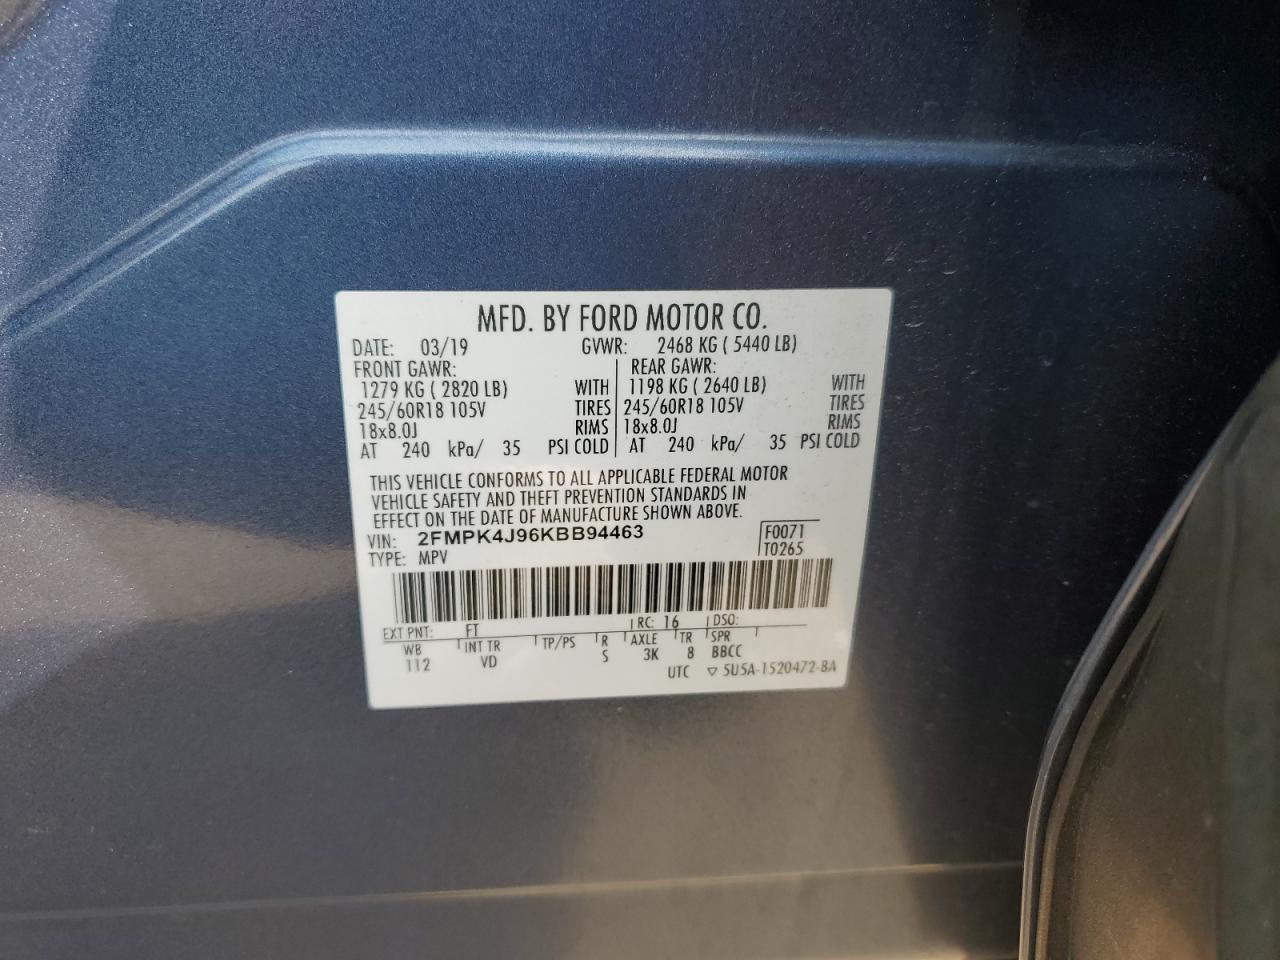 MFD. BY FORD MOTOR CO.
DATE: 03/19 GVWR: 2468 KG ( 5440 LB)
FRONT GAWR: REAR GAWR:
1279 KG ( 2820 LB) WITH 1198 KG ( 2640 LB) WITH
245/60R18 105V TIRES 245/60R18 105V TIRES
18x8.0J RIMS 18x8.0J RIMS
AT 240 kPa/ 35 PSI COLD AT 240 kPa/ 35 PSI COLD
THIS VEHICLE CONFORMS TO ALL APPLICABLE FEDERAL MOTOR
VEHICLE SAFETY AND THEFT PREVENTION STANDARDS IN
EFFECT ON THE DATE OF MANUFACTURE SHOWN ABOVE.
VIN: 2FMPK4J96KBB94463 F0071
TYPE: MPV T0265
EXT PNT: FT RC: 16 DSO:
WB INT TR TP/PS R AXLE TR SPR
112 VD S 3K 8 BBCC
UTC ▽ 5U5A-1520472-BA